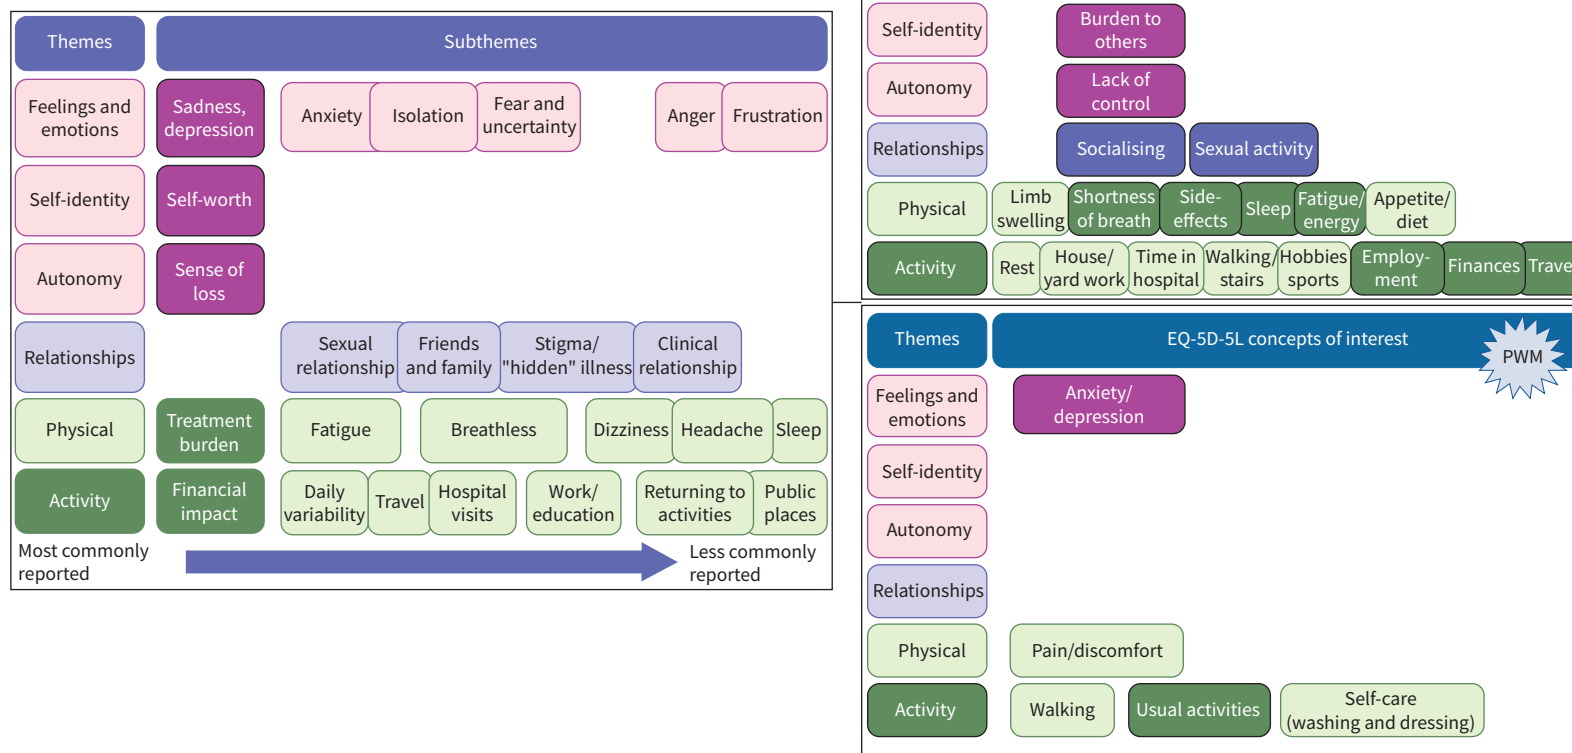 Themes
Subthemes
Feelings and
emotions
Sadness,
depression
Anxiety
Isolation
Fear and
uncertainty
Anger
Frustration
Self-identity
Self-worth
Autonomy
Sense of
loss
Relationships
Sexual
relationship
Friends
and family
Stigma/
"hidden" illness
Clinical
relationship
Physical
Treatment
burden
Fatigue
Breathless
Dizziness
Headache
Sleep
Activity
Financial
impact
Daily
variability
Travel
Hospital
visits
Work/
education
Returning to
activities
Public
places
Most commonly
reported
Less commonly
reported
Self-identity
Burden to
others
Autonomy
Lack of
control
Relationships
Socialising
Sexual activity
Physical
Limb
swelling
Shortness
of breath
Side-
effects
Sleep
Fatigue/
energy
Appetite/
diet
Activity
Rest
House/
yard work
Time in
hospital
Walking/
stairs
Hobbies
sports
Employ-
ment
Finances
Trave
Themes
EQ-5D-5L concepts of interest
PWM
Feelings and
emotions
Anxiety/
depression
Self-identity
Autonomy
Relationships
Physical
Pain/discomfort
Activity
Walking
Usual activities
Self-care
(washing and dressing)